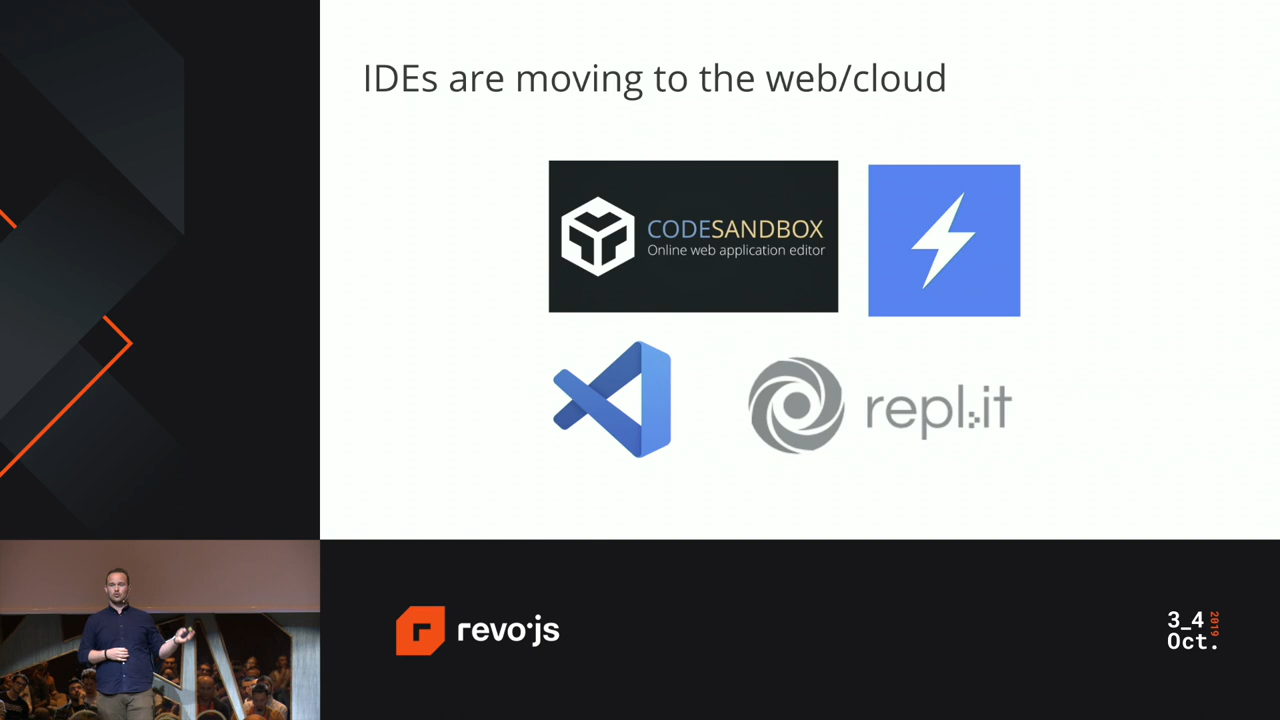 IDEs are moving to the web/cloud
CODESANDBOX
Online web application editor
repl.it
revo.js
3_4
Oct.
2019